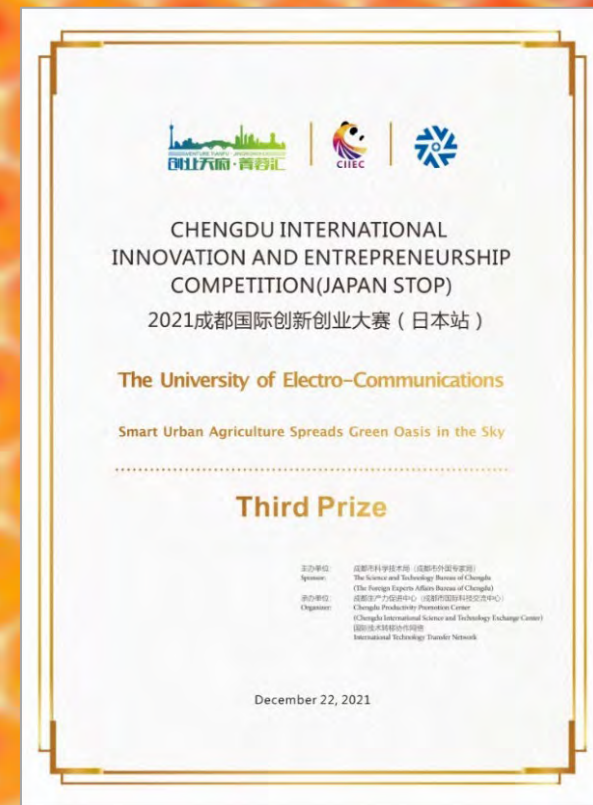 创业天府·菁蓉汇
CIIEC
CHENGDU INTERNATIONAL
INNOVATION AND ENTREPRENEURSHIP
COMPETITION(JAPAN STOP)
2021成都国际创新创业大赛(日本站)
The University of Electro-Communications
Smart Urban Agriculture Spreads Green Oasis in the Sky
Third Prize
主办单位: 成都市科学技术局(成都市外国专家局)
Sponsor: The Science and Technology Bureau of Chengdu
(The Foreign Experts Affairs Bureau of Chengdu)
承办单位: 成都生产力促进中心(成都市国际科技交流中心)
Organizer: Chengdu Productivity Promotion Center
(Chengdu International Science and Technology Exchange Center)
国际技术转移协作网络
International Technology Transfer Network
December 22, 2021